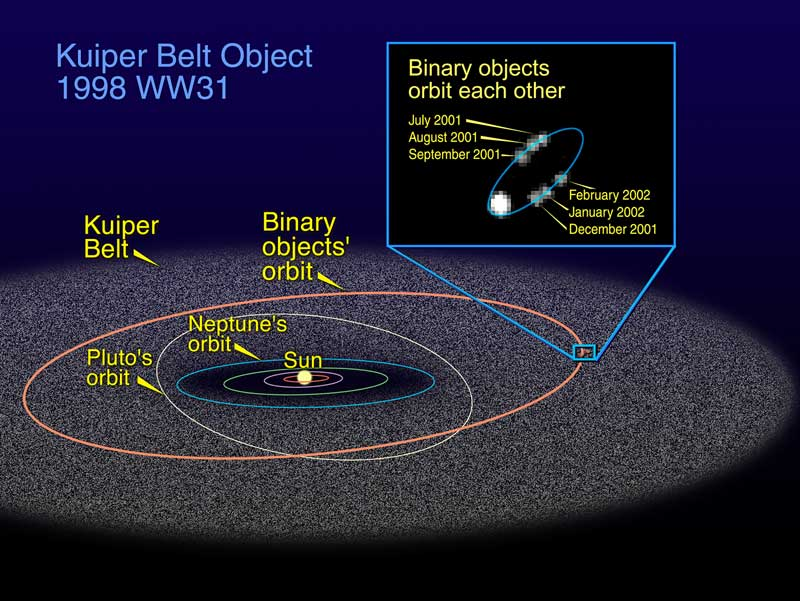 Kuiper Belt Object
1998 WW31
Binary objects
orbit each other
July 2001
August 2001
September 2001
February 2002
January 2002
December 2001
Kuiper
Belt
Binary
objects'
orbit
Neptune's
orbit
Sun
Pluto's
orbit